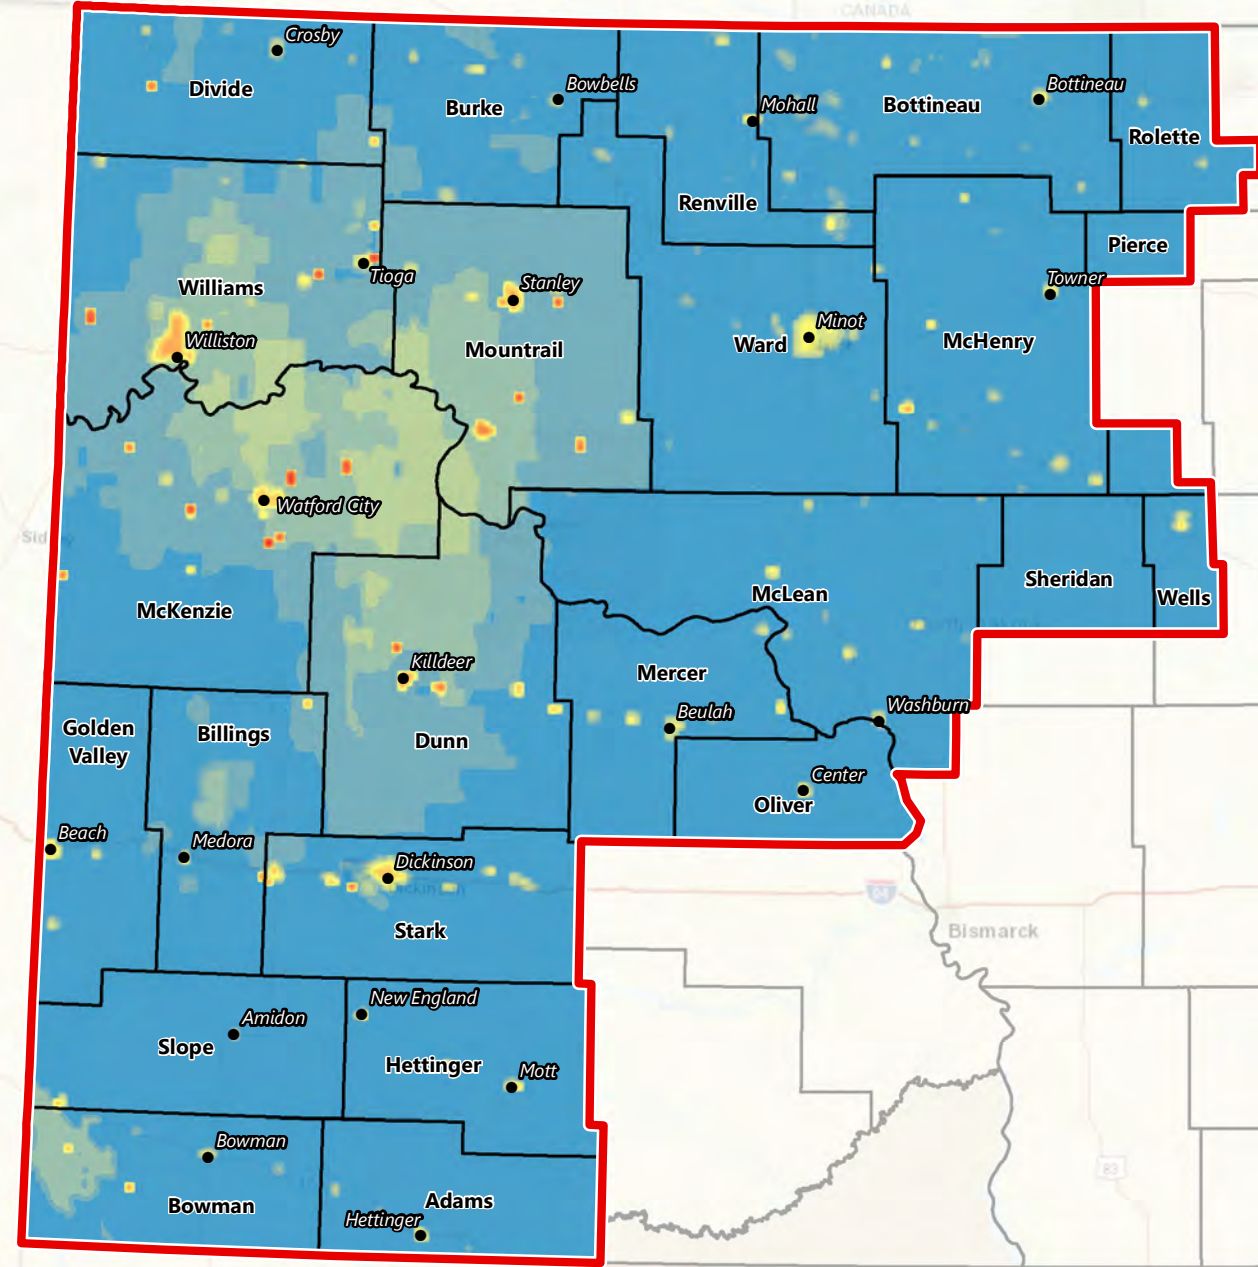 CANADA
Crosby
Divide
Burke
Bowbells
Mohall
Bottineau
Bottineau
Rolette
Renville
Pierce
Williams
Tioga
Stanley
Towner
Williston
Mountrail
Ward
Minot
McHenry
Watford City
McKenzie
McLean
Sheridan
Wells
Killdeer
Mercer
Beulah
Washburn
Golden
Valley
Billings
Dunn
Center
Oliver
Beach
Medora
Dickinson
Stark
94
Bismarck
New England
Amidon
Slope
Hettinger
Mott
Bowman
Bowman
Adams
Hettinger
83